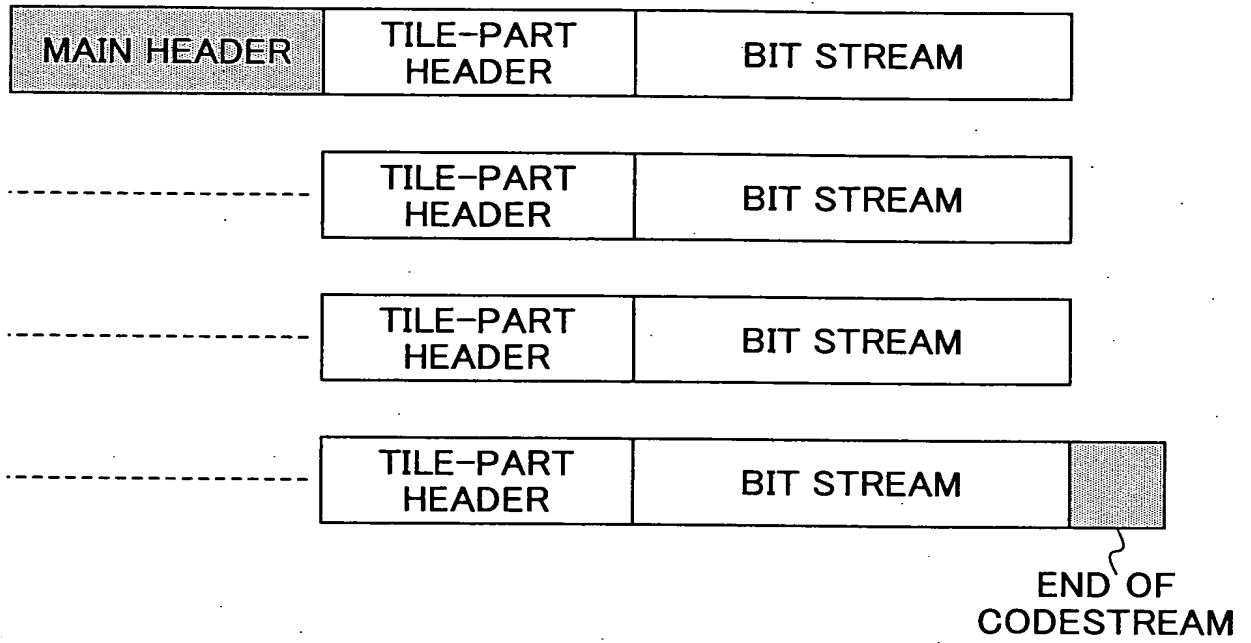 MAIN HEADER
TILE-PART
HEADER
BIT STREAM
TILE-PART
HEADER
BIT STREAM
TILE-PART
HEADER
BIT STREAM
TILE-PART
HEADER
BIT STREAM
END OF
CODESTREAM